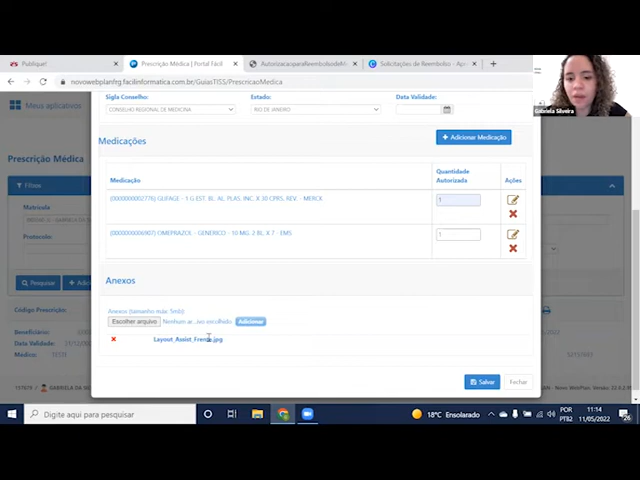 Publique!
Prescrição Médica | Portal Fácil
AutorizacaoparaReembolsodeM
Solicitações de Reembolso - Ap
novowebplanfrg.facilinformatica.com.br/GuiasTISS/PrescricaoMedica
Gabriela Silveira
Meus aplicativos
Sigla Conselho:
Estado:
Data Validade:
CONSELHO REGIONAL DE MEDICINA
RIO DE JANEIRO
Medicações
Adicionar Medicação
Prescrição Médica
Medicação
Quantidade Autorizada
Ações
Filtros
Matrícula
(0000000002776) GLIFAGE - 1 G EST. BL. AL. PLAS. INC. X 30 CPRS. REV. - MERCK
1
Protocolo:
(0000000006907) OMEPRAZOL - GENERICO - 10 MG. 2 BL. X 7 - EMS
1
Pesquisar
Anexos
Código Prescrição:
Anexos (tamanho máx: 5mb):
Escolher arquivo
Adicionar
Beneficiário:
Data Validade:
Médico:
Layout_Assist_Frente.jpg
Salvar
Fechar
Digite aqui para pesquisar
18°C Ensolarado
POR
PTB2
11:14
11/05/2022
26